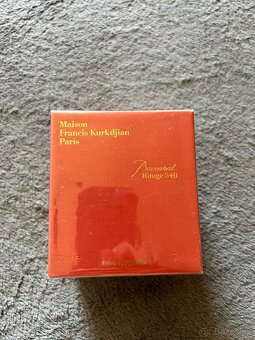 Maison
Francis Kurkdjian
Paris
Baccarat
Rouge 540